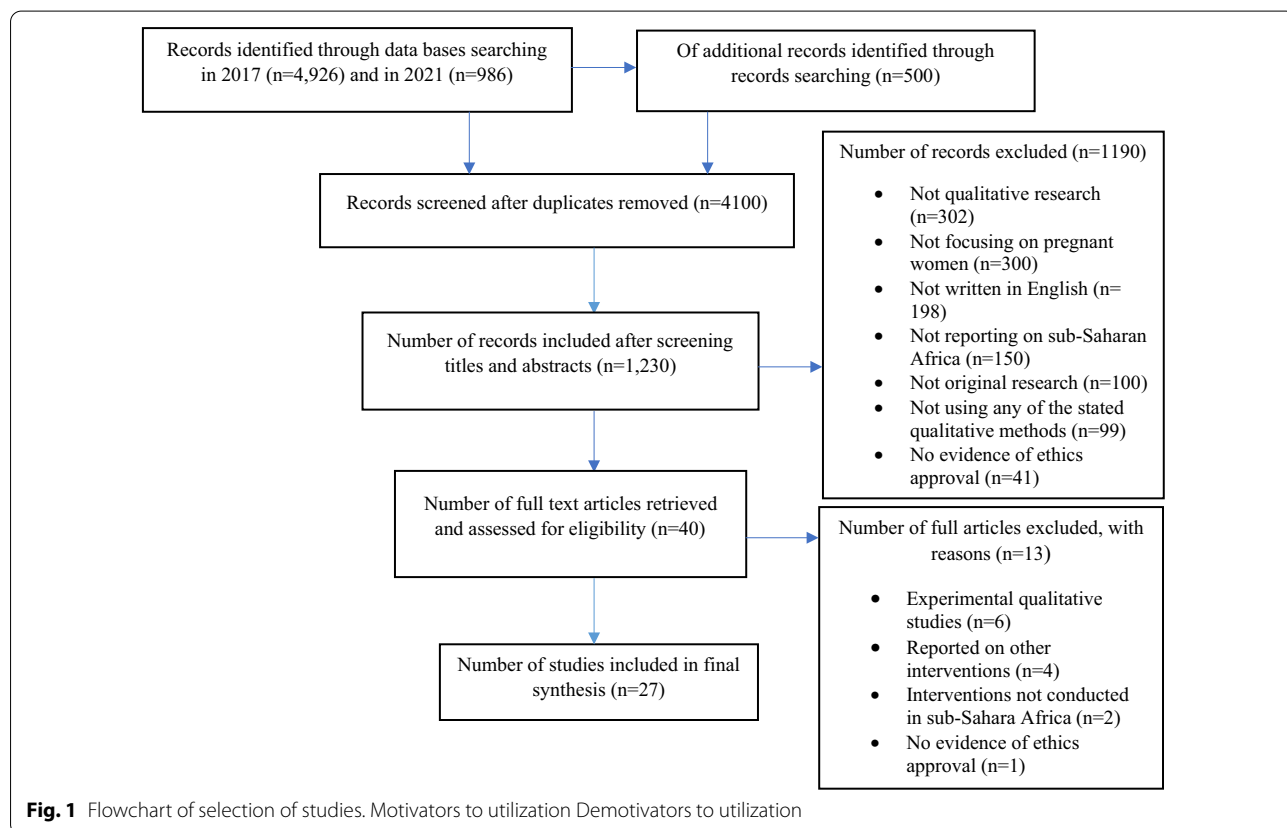 Records identified through data bases searching
in 2017 (n=4,926) and in 2021 (n=986)
Of additional records identified through
records searching (n=500)
Records screened after duplicates removed (n=4100)
Number of records excluded (n=1190)
• Not qualitative research
(n=302)
• Not focusing on pregnant
women (n=300)
• Not written in English (n=
198)
• Not reporting on sub-Saharan
Africa (n=150)
• Not original research (n=100)
• Not using any of the stated
qualitative methods (n=99)
• No evidence of ethics
approval (n=41)
Number of records included after screening
titles and abstracts (n=1,230)
Number of full text articles retrieved
and assessed for eligibility (n=40)
Number of full articles excluded, with
reasons (n=13)
• Experimental qualitative
studies (n=6)
• Reported on other
interventions (n=4)
• Interventions not conducted
in sub-Sahara Africa (n=2)
• No evidence of ethics
approval (n=1)
Number of studies included in final
synthesis (n=27)
Fig. 1 Flowchart of selection of studies. Motivators to utilization Demotivators to utilization